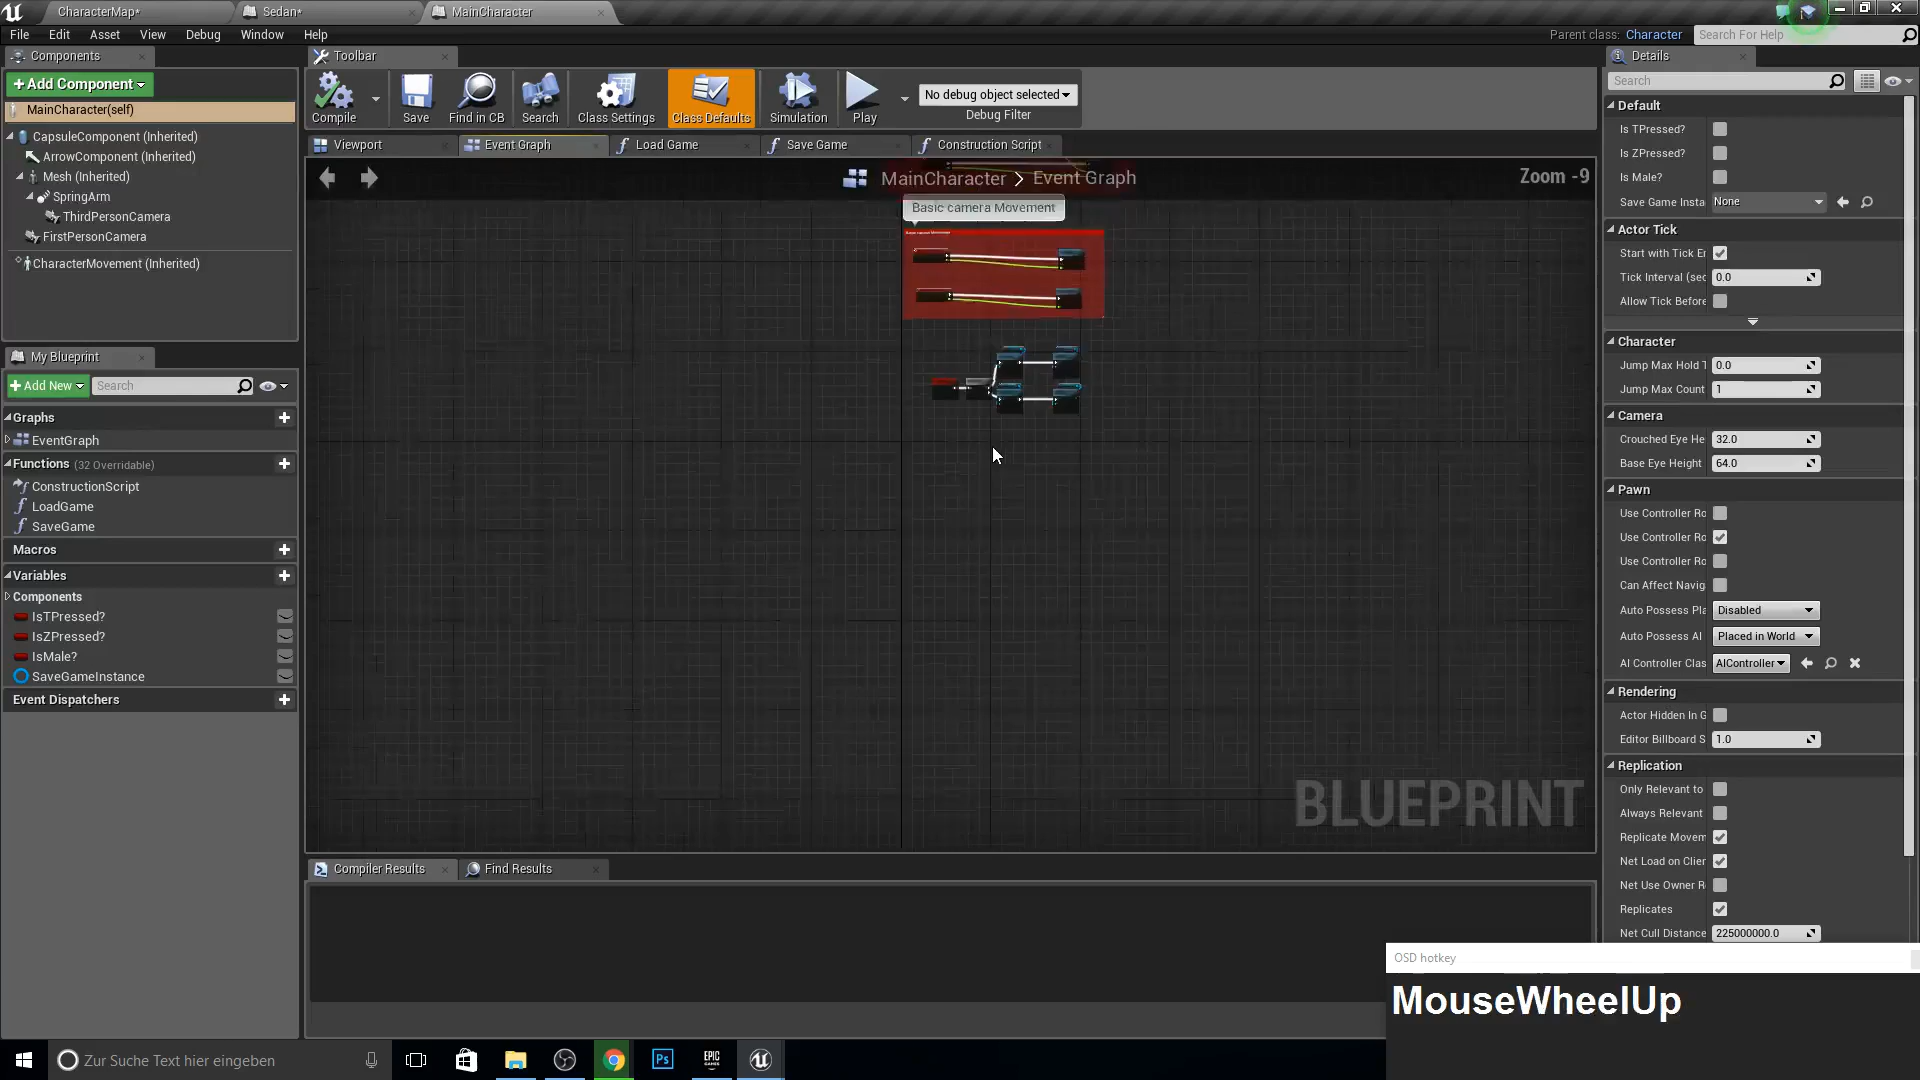 CharacterMap*
Sedan*
MainCharacter
File Edit Asset View Debug Window Help
Parent class: Character
Search For Help
Components
+Add Component
MainCharacter(self)
CapsuleComponent (Inherited)
ArrowComponent (Inherited)
Mesh (Inherited)
SpringArm
ThirdPersonCamera
FirstPersonCamera
CharacterMovement (Inherited)
My Blueprint
+Add New
Search
Graphs
EventGraph
Functions (32 Overridable)
ConstructionScript
LoadGame
SaveGame
Macros
Variables
Components
IsTPressed?
IsZPressed?
IsMale?
SaveGameInstance
Event Dispatchers
Toolbar
Compile
Save
Find in CB
Search
Class Settings
Class Defaults
Simulation
Play
No debug object selected
Debug Filter
Viewport
Event Graph
Load Game
Save Game
Construction Script
MainCharacter > Event Graph
Zoom -9
Basic camera Movement
BLUEPRINT
Compiler Results
Find Results
Details
Search
Default
Is TPressed?
Is ZPressed?
Is Male?
Save Game Insta None
Actor Tick
Start with Tick Er
Tick Interval (sec 0.0
Allow Tick Before
Character
Jump Max Hold T 0.0
Jump Max Count 1
Camera
Crouched Eye He 32.0
Base Eye Height 64.0
Pawn
Use Controller Ro
Use Controller Ro
Use Controller Ro
Can Affect Navig
Auto Possess Pla Disabled
Auto Possess AI Placed in World
AI Controller Clas AIController
Rendering
Actor Hidden In G
Editor Billboard S 1.0
Replication
Only Relevant to
Always Relevant
Replicate Movem
Net Load on Clier
Net Use Owner R
Replicates
Net Cull Distance 225000000.0
OSD hotkey
MouseWheelUp
Zur Suche Text hier eingeben
Ps
EPIC
GAMES